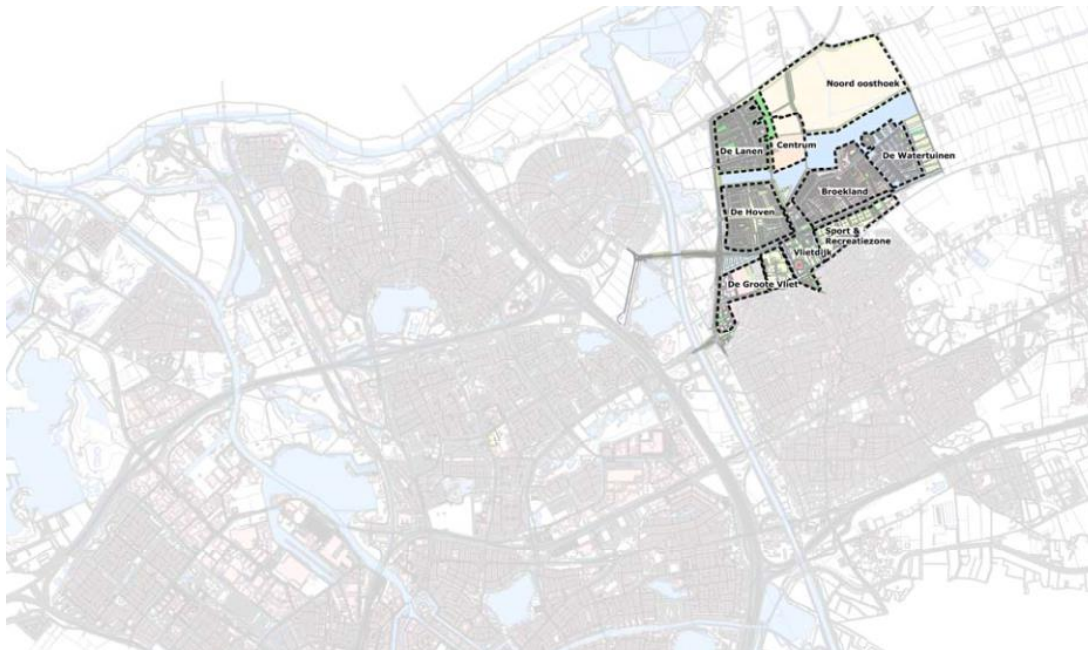 Noord oosthoek
De Lanen
Centrum
De Watertuinen
Broekland
De Hoven
Sport &
Recreatiezone
Vlietdijk
De Groote Vliet